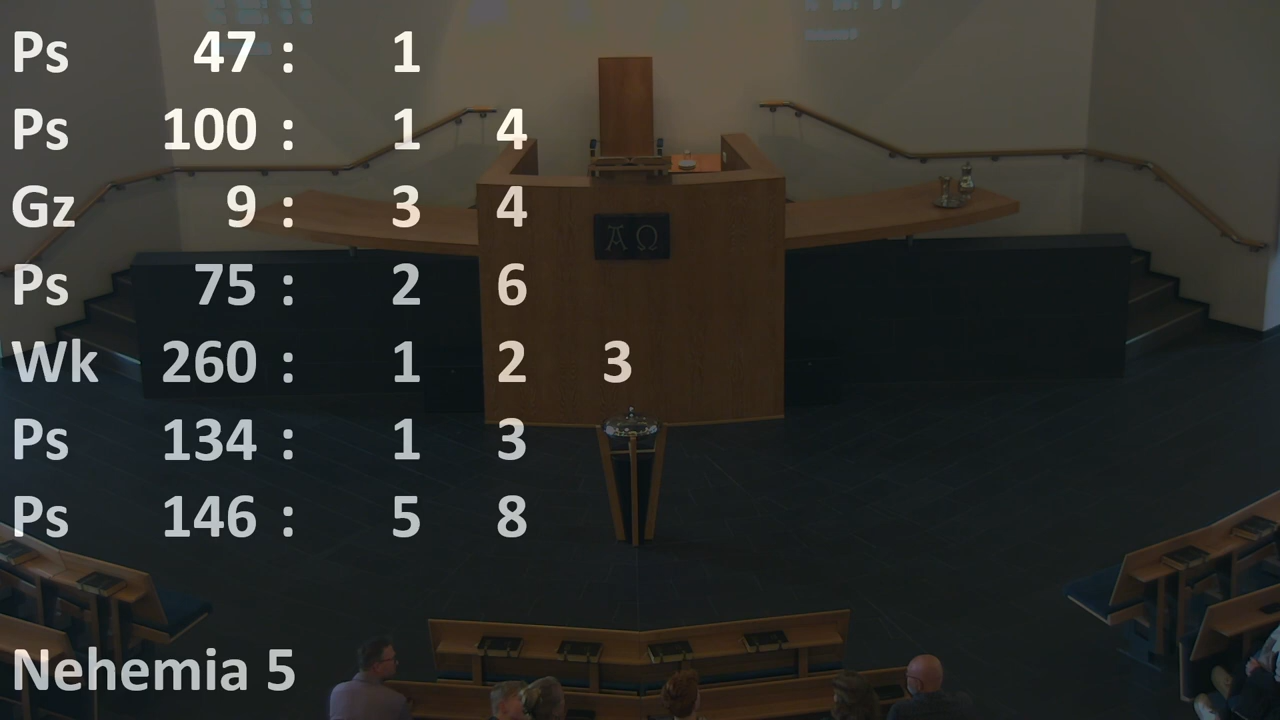 Ps 47 : 1
Ps 100 : 1 4
Gz 9 : 3 4
ΑΩ
Ps 75 : 2 6
Wk 260 : 1 2 3
Ps 134 : 1 3
Ps 146 : 5 8
Nehemia 5